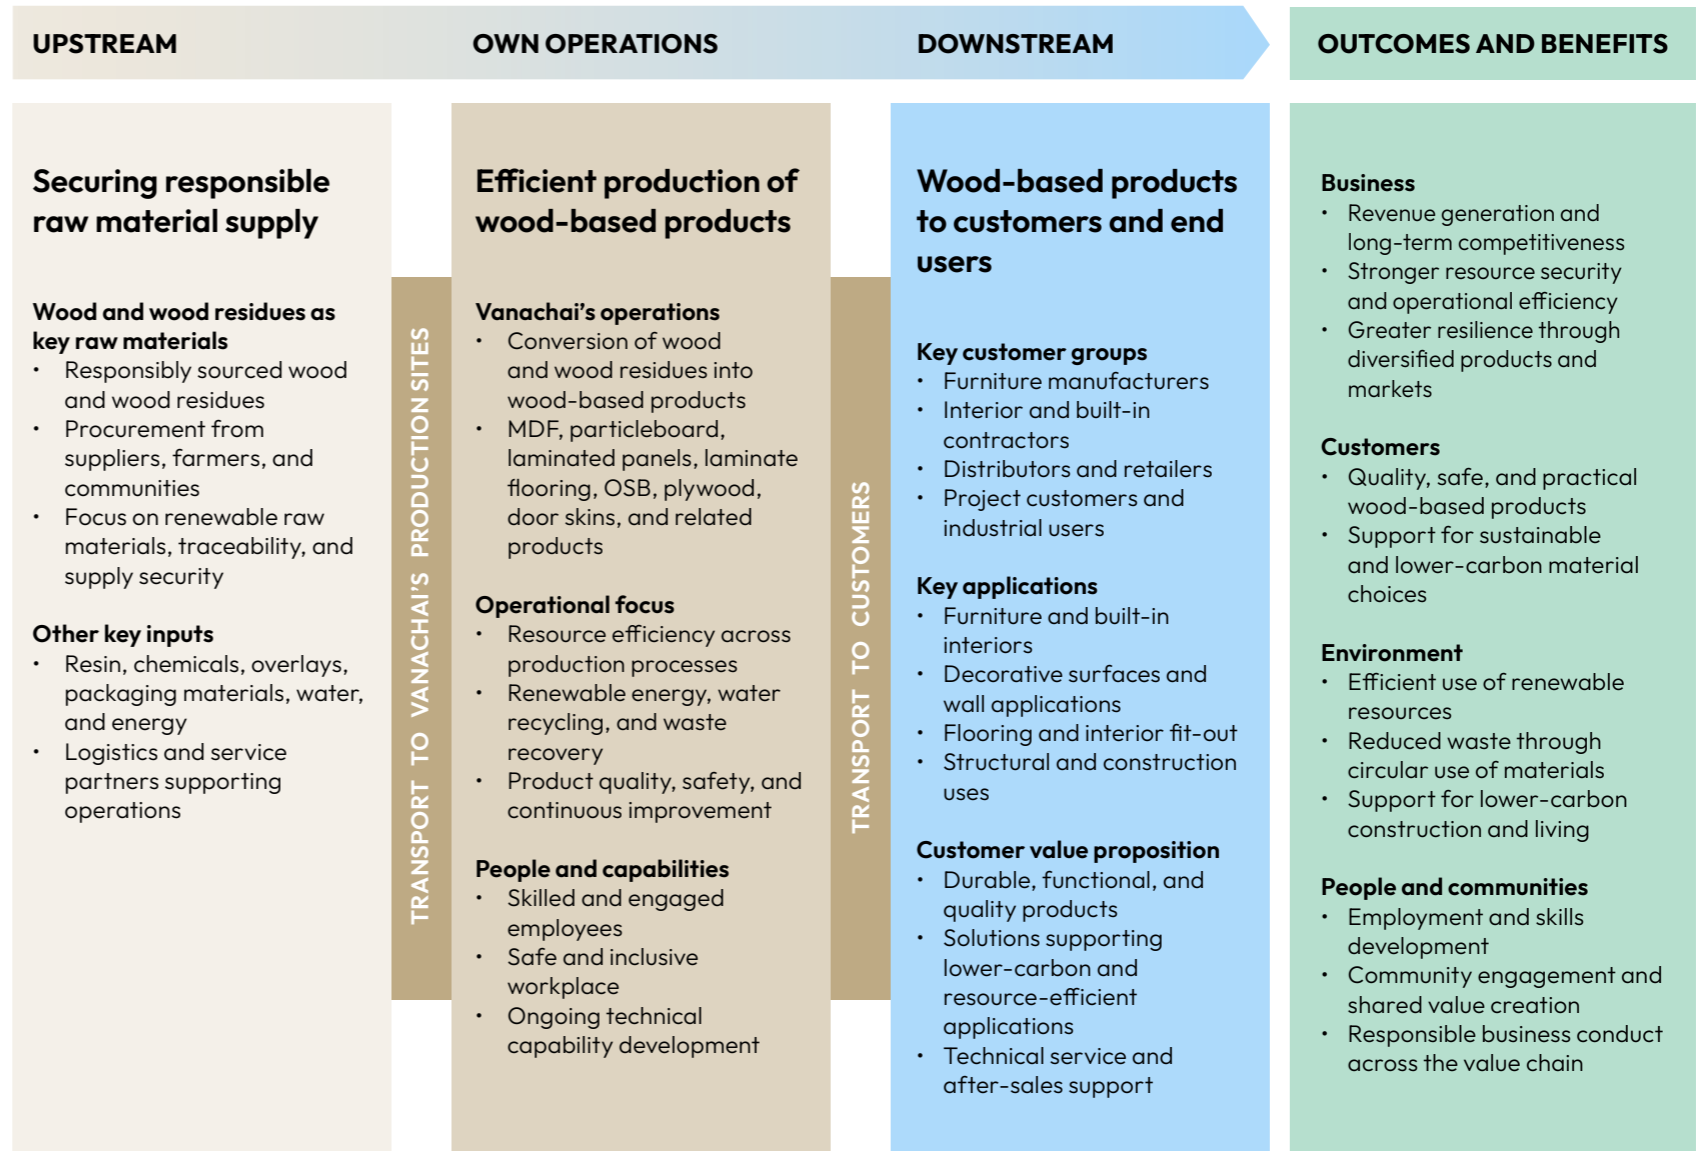 UPSTREAM
OWN OPERATIONS
DOWNSTREAM
OUTCOMES AND BENEFITS
Securing responsible
raw material supply
Wood and wood residues as
key raw materials
• Responsibly sourced wood
and wood residues
• Procurement from
suppliers, farmers, and
communities
• Focus on renewable raw
materials, traceability, and
supply security
Other key inputs
• Resin, chemicals, overlays,
packaging materials, water,
and energy
• Logistics and service
partners supporting
operations
TRANSPORT TO VANACHAI’S PRODUCTION SITES
Efficient production of
wood-based products
Vanachai’s operations
• Conversion of wood
and wood residues into
wood-based products
• MDF, particleboard,
laminated panels, laminate
flooring, OSB, plywood,
door skins, and related
products
Operational focus
• Resource efficiency across
production processes
• Renewable energy, water
recycling, and waste
recovery
• Product quality, safety, and
continuous improvement
People and capabilities
• Skilled and engaged
employees
• Safe and inclusive
workplace
• Ongoing technical
capability development
TRANSPORT TO CUSTOMERS
Wood-based products
to customers and end
users
Key customer groups
• Furniture manufacturers
• Interior and built-in
contractors
• Distributors and retailers
• Project customers and
industrial users
Key applications
• Furniture and built-in
interiors
• Decorative surfaces and
wall applications
• Flooring and interior fit-out
• Structural and construction
uses
Customer value proposition
• Durable, functional, and
quality products
• Solutions supporting
lower-carbon and
resource-efficient
applications
• Technical service and
after-sales support
Business
• Revenue generation and
long-term competitiveness
• Stronger resource security
and operational efficiency
• Greater resilience through
diversified products and
markets
Customers
• Quality, safe, and practical
wood-based products
• Support for sustainable
and lower-carbon material
choices
Environment
• Efficient use of renewable
resources
• Reduced waste through
circular use of materials
• Support for lower-carbon
construction and living
People and communities
• Employment and skills
development
• Community engagement and
shared value creation
• Responsible business conduct
across the value chain